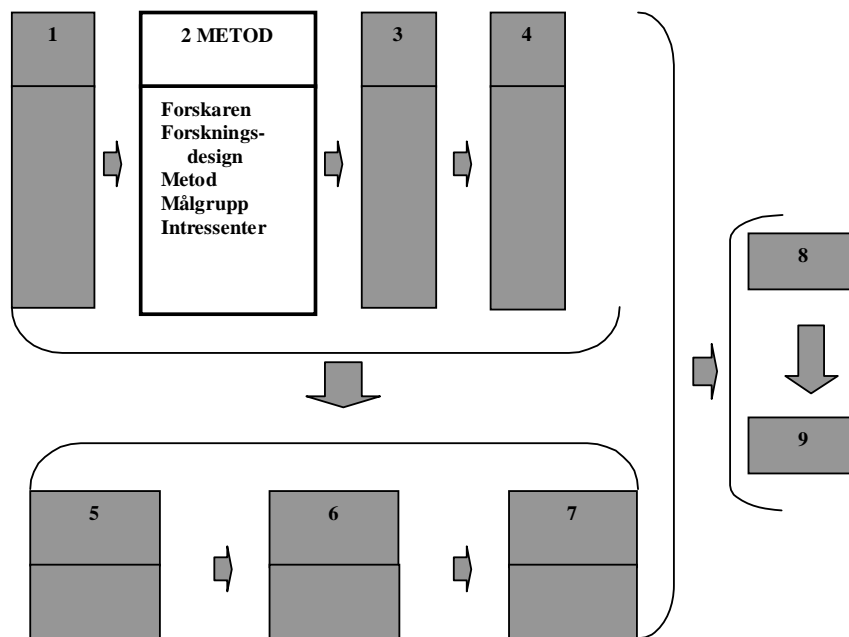 1
2 METOD
3
4
Forskaren
Forsknings-
design
Metod
Målgrupp
Intressenter
8
9
5
6
7